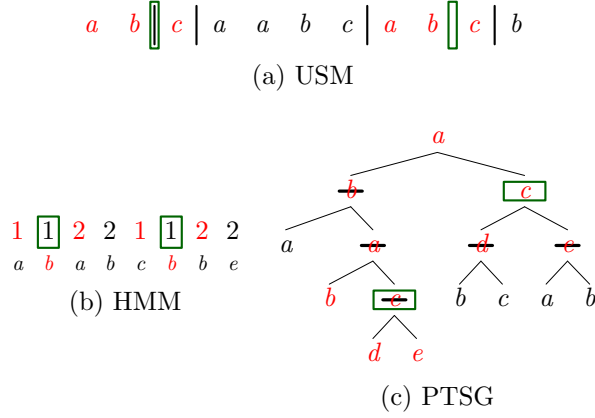 a b c a a b c a b c b
(a) USM
a
b c
a a d e
b c b c a b
d e
(c) PTSG
1 1 2 2 1 1 2 2
a b a b c b b e
(b) HMM